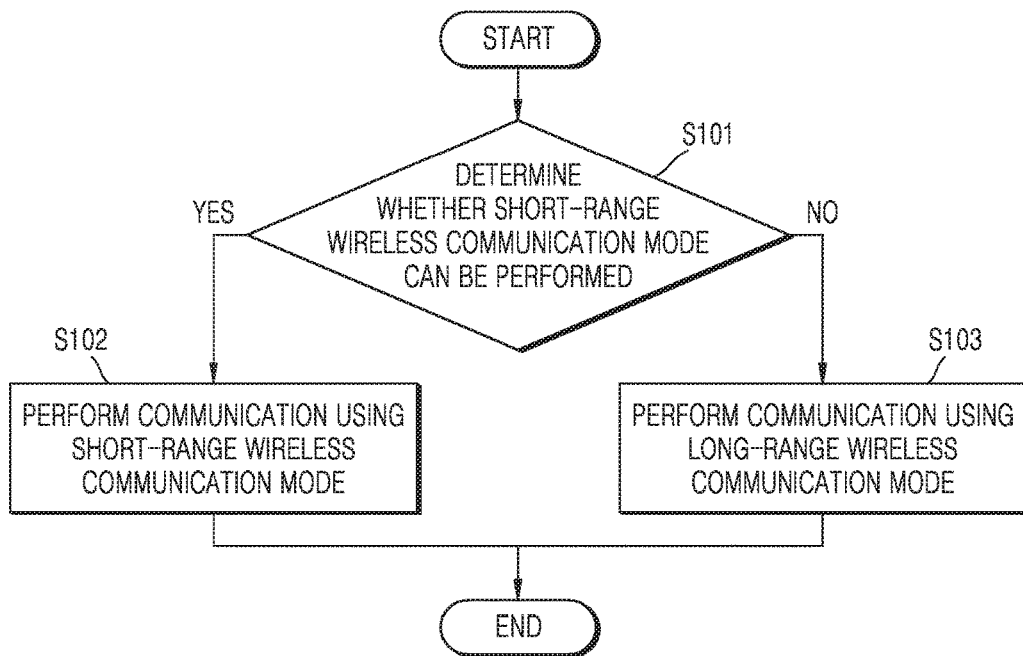 START
S101
DETERMINE
WHETHER SHORT-RANGE
WIRELESS COMMUNICATION MODE
CAN BE PERFORMED
YES
NO
S102
PERFORM COMMUNICATION USING
SHORT-RANGE WIRELESS
COMMUNICATION MODE
S103
PERFORM COMMUNICATION USING
LONG-RANGE WIRELESS
COMMUNICATION MODE
END